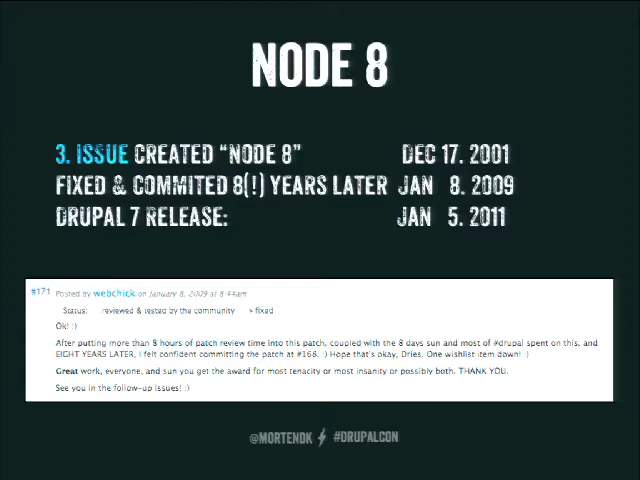 NODE 8
3. ISSUE CREATED “NODE 8” DEC 17. 2001
FIXED & COMMITED 8(!) YEARS LATER JAN 8. 2009
DRUPAL 7 RELEASE: JAN 5. 2011
#171 Posted by webchick on January 8, 2009 at 8:44am
Status: reviewed & tested by the community » fixed
Ok! :)
After putting more than 8 hours of patch review time into this patch, coupled with the 8 days sun and most of #drupal spent on this, and
EIGHT YEARS LATER, I felt confident committing the patch at #168. :) Hope that's okay, Dries. One wishlist item down! :)
Great work, everyone, and sun you get the award for most tenacity or most insanity or possibly both. THANK YOU.
See you in the follow-up issues! :)
@MORTENDK #DRUPALCON